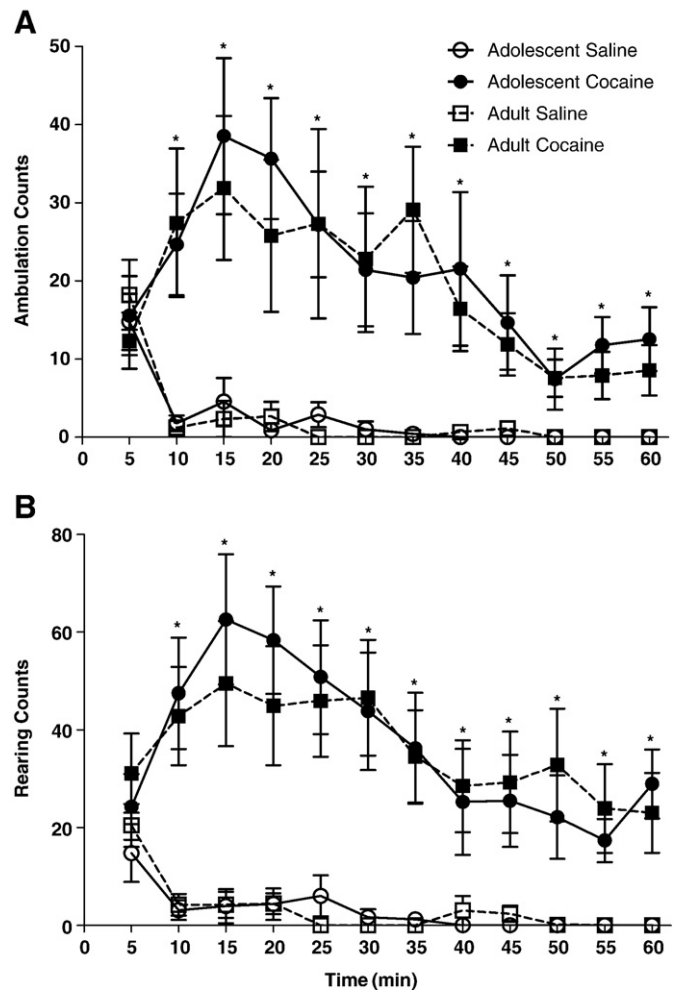 A
50
40
30
20
10
0
Ambulation Counts
Adolescent Saline
Adolescent Cocaine
Adult Saline
Adult Cocaine
* * * * * * * * * * *
0 5 10 15 20 25 30 35 40 45 50 55 60
B
80
60
40
20
0
Rearing Counts
* * * * * * * * * * *
0 5 10 15 20 25 30 35 40 45 50 55 60
Time (min)